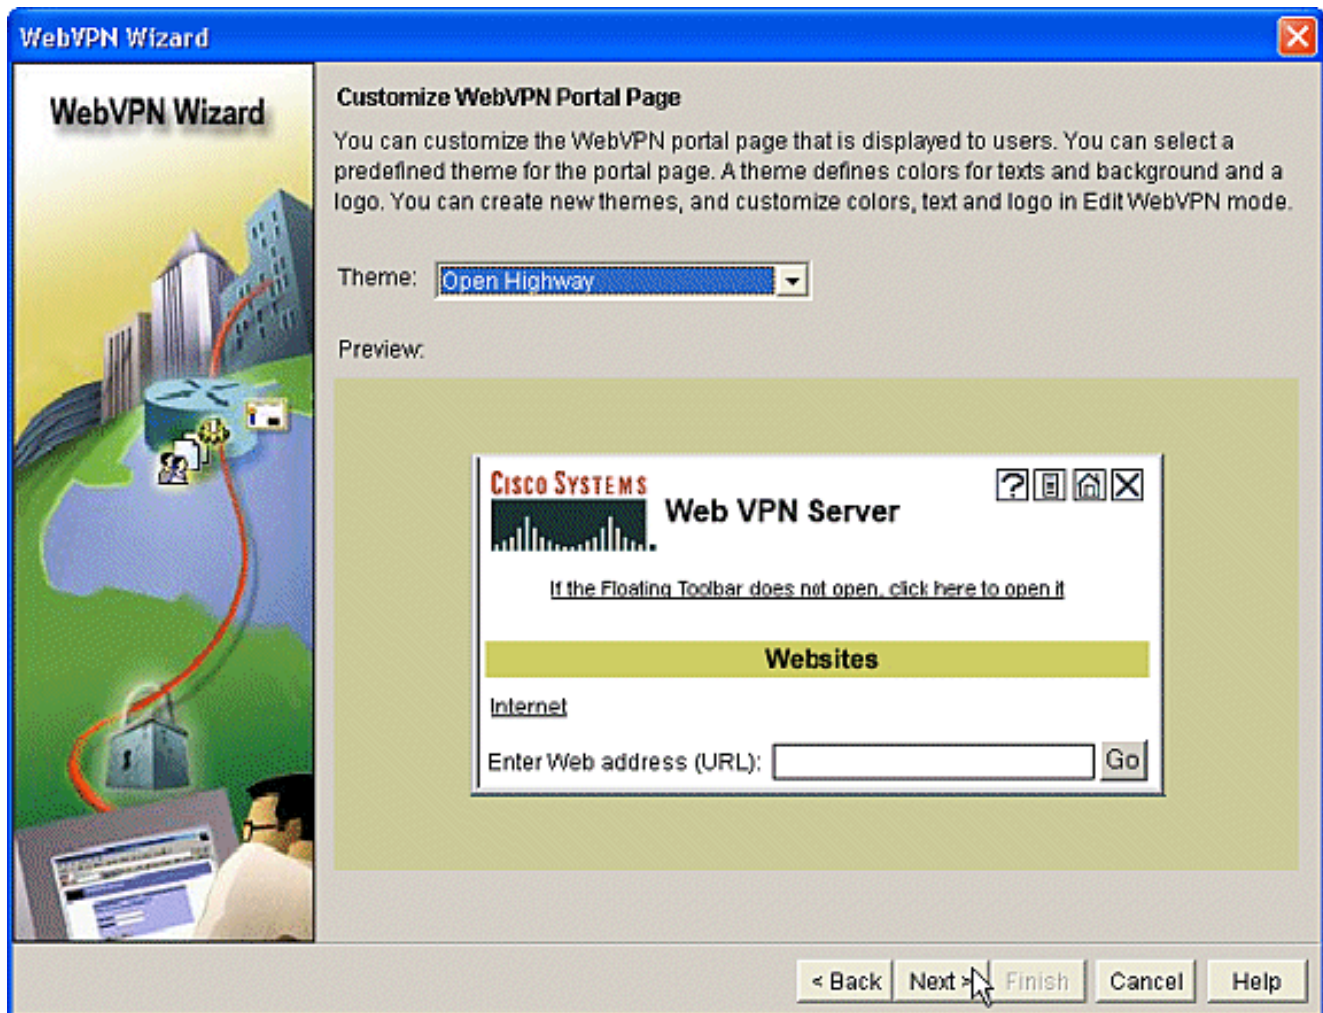 WebVPN Wizard
WebVPN Wizard
Customize WebVPN Portal Page
You can customize the WebVPN portal page that is displayed to users. You can select a
predefined theme for the portal page. A theme defines colors for texts and background and a
logo. You can create new themes, and customize colors, text and logo in Edit WebVPN mode.
Theme: Open Highway
Preview:
CISCO SYSTEMS
Web VPN Server
?
If the Floating Toolbar does not open, click here to open it
Websites
Internet
Enter Web address (URL): Go
< Back Next > Finish Cancel Help